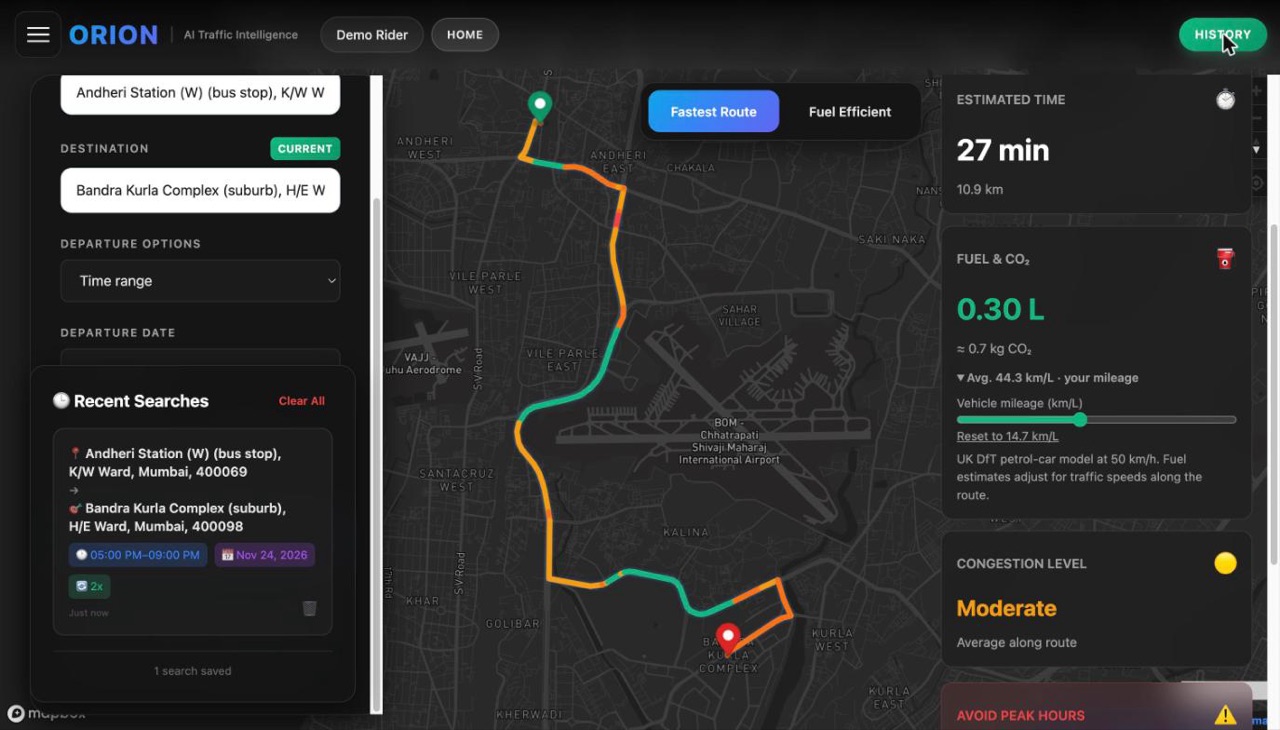 ORION
AI Traffic Intelligence
Demo Rider
HOME
HISTORY
Andheri Station (W) (bus stop), K/W W
DESTINATION
CURRENT
Bandra Kurla Complex (suburb), H/E W
DEPARTURE OPTIONS
Time range
DEPARTURE DATE
Recent Searches
Clear All
Andheri Station (W) (bus stop),
K/W Ward, Mumbai, 400069
→
Bandra Kurla Complex (suburb),
H/E Ward, Mumbai, 400098
05:00 PM–09:00 PM
Nov 24, 2026
2x
Just now
1 search saved
mapbox
Fastest Route
Fuel Efficient
ANDHERI
WEST
ANDHERI
EAST
CHAKALA
SAKI NAKA
VILE PARLE
WEST
SAHAR
VILLAGE
VILE PARLE
EAST
VAJJ -
uhu Aerodrome
S V Road
BOM -
Chhatrapati
Shivaji Maharaj
International Airport
SANTACRUZ
WEST
KALINA
S.V Road
KHAR
GOLIBAR
KURLA
WEST
KURLA
COMPLEX
KURLA
EAST
KHERWADI
ESTIMATED TIME
27 min
10.9 km
FUEL & CO₂
0.30 L
≈ 0.7 kg CO₂
▾ Avg. 44.3 km/L · your mileage
Vehicle mileage (km/L)
Reset to 14.7 km/L
UK DfT petrol-car model at 50 km/h. Fuel
estimates adjust for traffic speeds along the
route.
CONGESTION LEVEL
Moderate
Average along route
AVOID PEAK HOURS